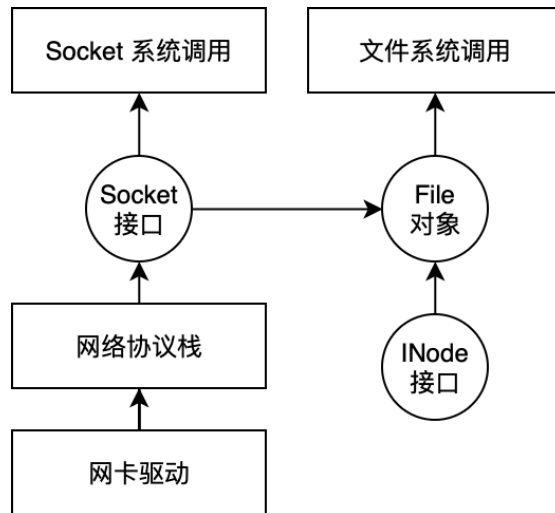 Socket 系统调用
文件系统调用
Socket
接口
File
对象
网络协议栈
INode
接口
网卡驱动